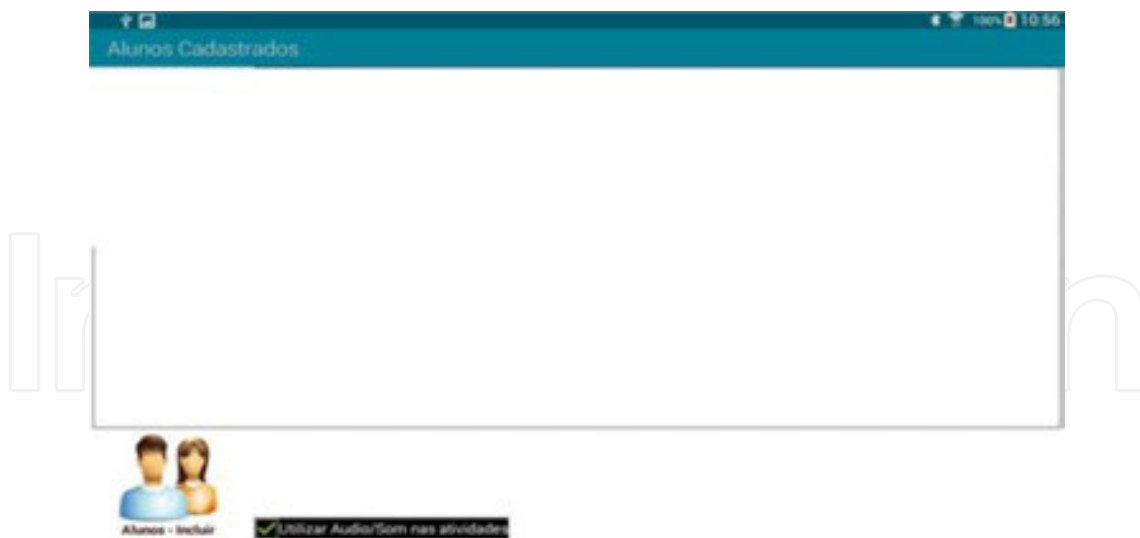 100% 10:56
Alunos Cadastrados
Alunos - Incluir
Utilizar Audio/Som nas atividades